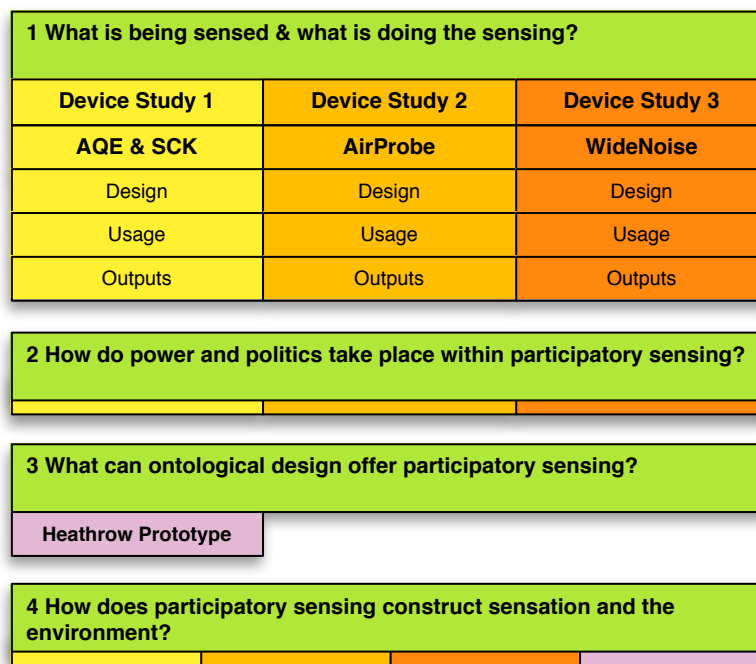 1 What is being sensed & what is doing the sensing?
Device Study 1 Device Study 2 Device Study 3
AQE & SCK AirProbe WideNoise
Design Design Design
Usage Usage Usage
Outputs Outputs Outputs
2 How do power and politics take place within participatory sensing?
3 What can ontological design offer participatory sensing?
Heathrow Prototype
4 How does participatory sensing construct sensation and the
environment?